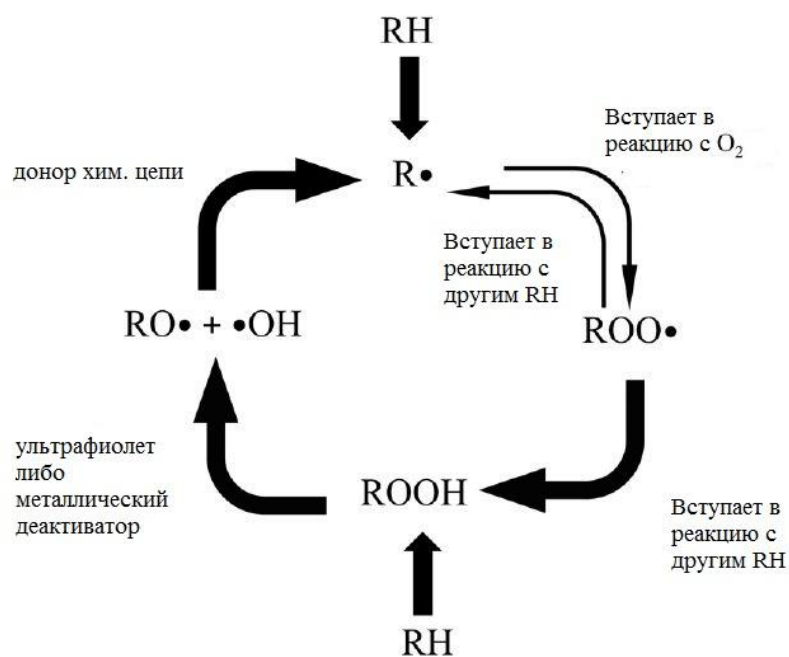 RH
Вступает в
реакцию с O₂
донор хим. цепи
R•
Вступает в
реакцию с
другим RH
RO• + •OH
ROO•
ультрафиолет
либо
металлический
деактиватор
ROOH
Вступает в
реакцию с
другим RH
RH